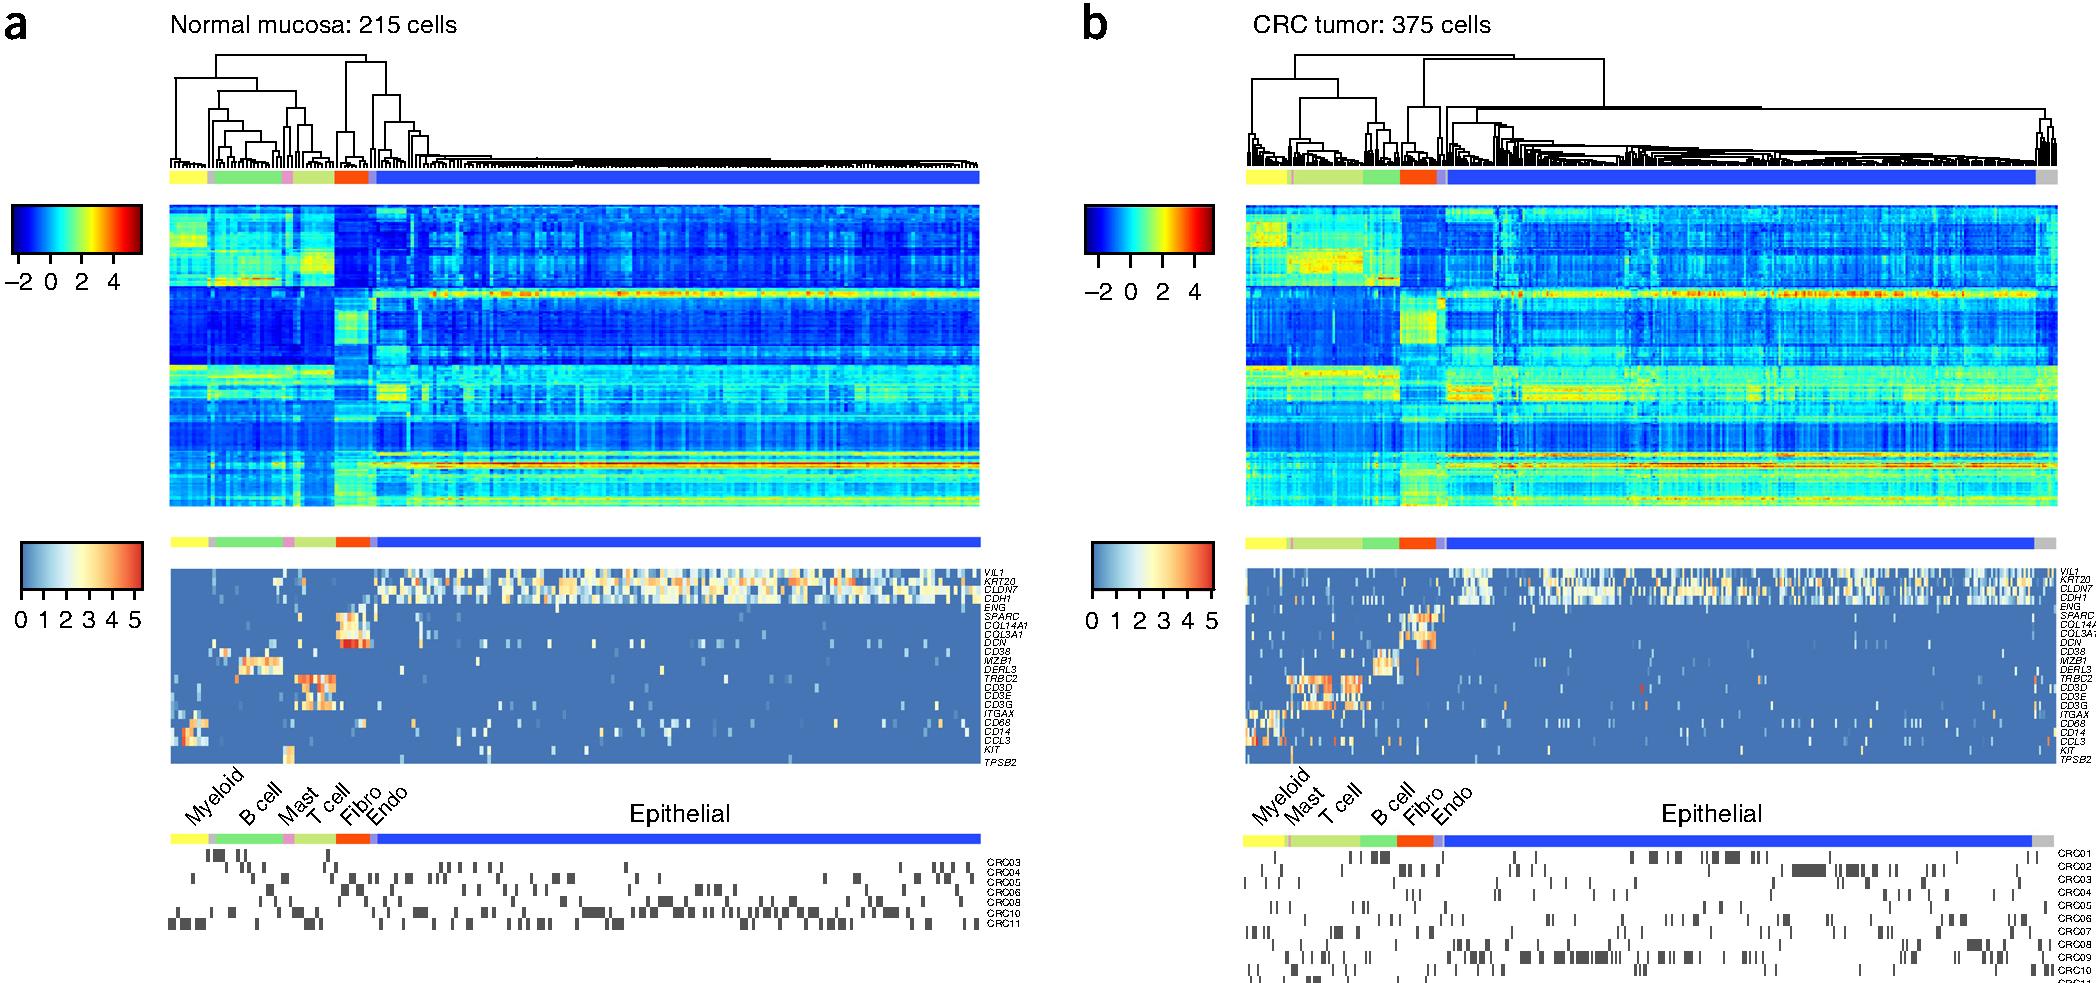 a
Normal mucosa: 215 cells
−2 0 2 4
0 1 2 3 4 5
VIL1
KRT20
CLDN7
CDH1
ENG
SPARC
COL14A1
COL3A1
DCN
CD38
MZB1
DERL3
TRBC2
CD3D
CD3E
CD3G
ITGAX
CD68
CD14
CCL3
KIT
TPSB2
Myeloid
B cell
Mast
T cell
Fibro
Endo
Epithelial
CRC03
CRC04
CRC05
CRC06
CRC08
CRC10
CRC11
b
CRC tumor: 375 cells
−2 0 2 4
0 1 2 3 4 5
VIL1
KRT20
CLDN7
CDH1
ENG
SPARC
COL14A
COL3A1
DCN
CD38
MZB1
DERL3
TRBC2
CD3D
CD3E
CD3G
ITGAX
CD68
CD14
CCL3
KIT
TPSB2
Myeloid
Mast
T cell
B cell
Fibro
Endo
Epithelial
CRC01
CRC02
CRC03
CRC04
CRC05
CRC06
CRC07
CRC08
CRC09
CRC10